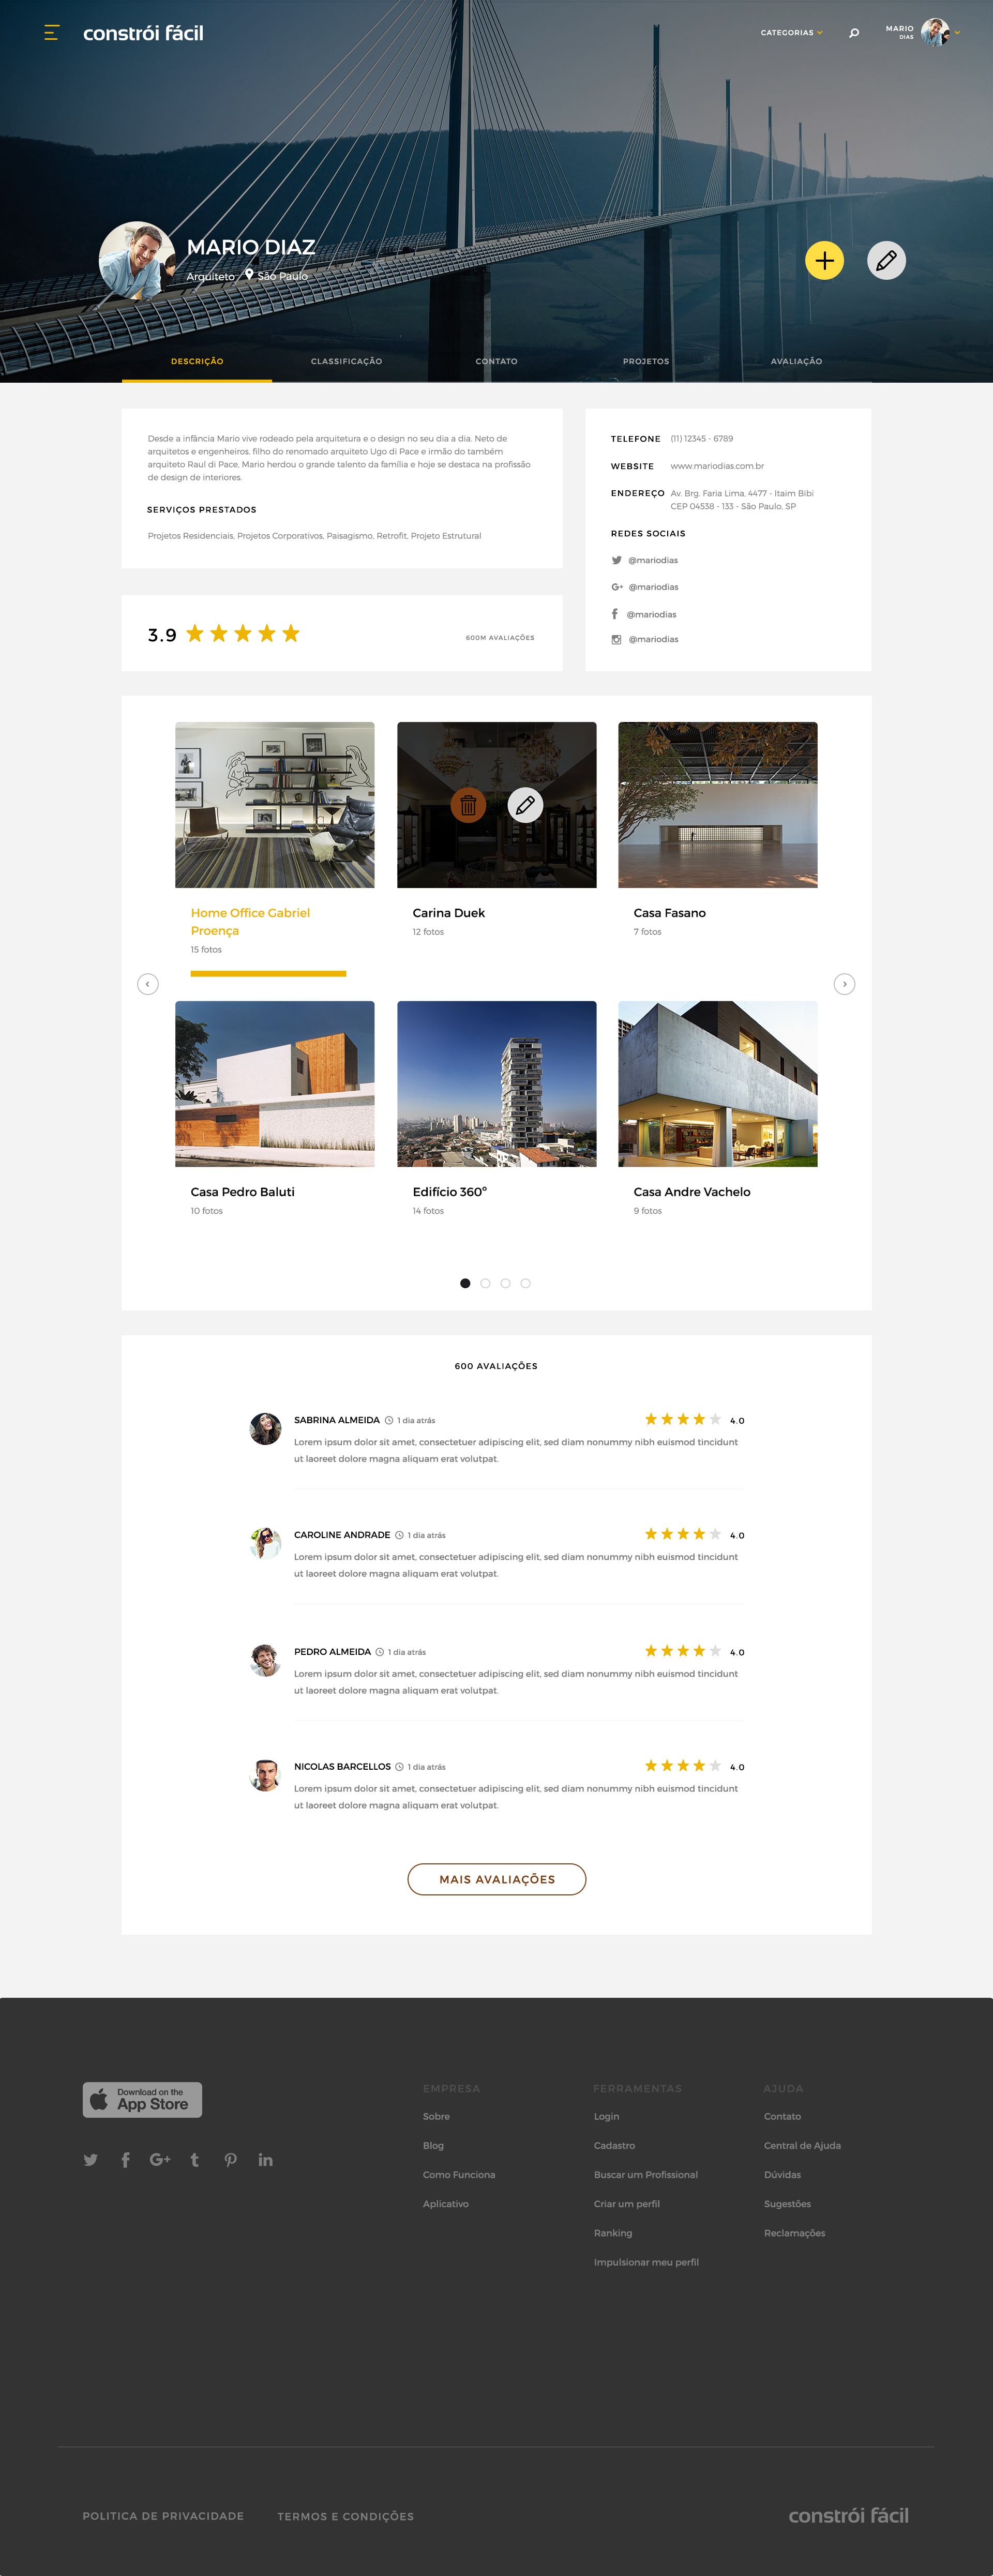 constrói fácil
CATEGORIAS
MARIO
DIAS
MARIO DIAZ
Arquiteto São Paulo
DESCRIÇÃO
CLASSIFICAÇÃO
CONTATO
PROJETOS
AVALIAÇÃO
Desde a infância Mario vive rodeado pela arquitetura e o design no seu dia a dia. Neto de
arquitetos e engenheiros, filho do renomado arquiteto Ugo di Pace e irmão do também
arquiteto Raul di Pace, Mario herdou o grande talento da família e hoje se destaca na profissão
de design de interiores.
SERVIÇOS PRESTADOS
Projetos Residenciais, Projetos Corporativos, Paisagismo, Retrofit, Projeto Estrutural
TELEFONE (11) 12345 - 6789
WEBSITE www.mariodias.com.br
ENDEREÇO Av. Brg. Faria Lima, 4477 - Itaim Bibi
CEP 04538 - 133 - São Paulo, SP
REDES SOCIAIS
@mariodias
@mariodias
@mariodias
@mariodias
3.9
600M AVALIAÇÕES
Home Office Gabriel
Proença
15 fotos
Carina Duek
12 fotos
Casa Fasano
7 fotos
Casa Pedro Baluti
10 fotos
Edifício 360º
14 fotos
Casa Andre Vachelo
9 fotos
600 AVALIAÇÕES
SABRINA ALMEIDA 1 dia atrás 4.0
Lorem ipsum dolor sit amet, consectetuer adipiscing elit, sed diam nonummy nibh euismod tincidunt
ut laoreet dolore magna aliquam erat volutpat.
CAROLINE ANDRADE 1 dia atrás 4.0
Lorem ipsum dolor sit amet, consectetuer adipiscing elit, sed diam nonummy nibh euismod tincidunt
ut laoreet dolore magna aliquam erat volutpat.
PEDRO ALMEIDA 1 dia atrás 4.0
Lorem ipsum dolor sit amet, consectetuer adipiscing elit, sed diam nonummy nibh euismod tincidunt
ut laoreet dolore magna aliquam erat volutpat.
NICOLAS BARCELLOS 1 dia atrás 4.0
Lorem ipsum dolor sit amet, consectetuer adipiscing elit, sed diam nonummy nibh euismod tincidunt
ut laoreet dolore magna aliquam erat volutpat.
MAIS AVALIAÇÕES
Download on the
App Store
EMPRESA
Sobre
Blog
Como Funciona
Aplicativo
FERRAMENTAS
Login
Cadastro
Buscar um Profissional
Criar um perfil
Ranking
Impulsionar meu perfil
AJUDA
Contato
Central de Ajuda
Dúvidas
Sugestões
Reclamações
POLITICA DE PRIVACIDADE
TERMOS E CONDIÇÕES
constrói fácil